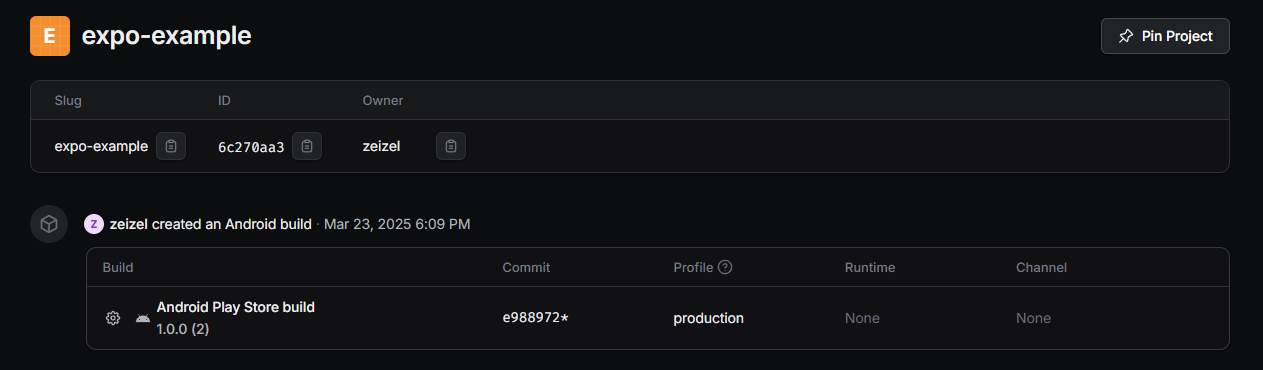 E expo-example
Pin Project
Slug ID Owner
expo-example 6c270aa3 zeizel
Z zeizel created an Android build · Mar 23, 2025 6:09 PM
Build Commit Profile ? Runtime Channel
Android Play Store build
1.0.0 (2)
e988972* production None None